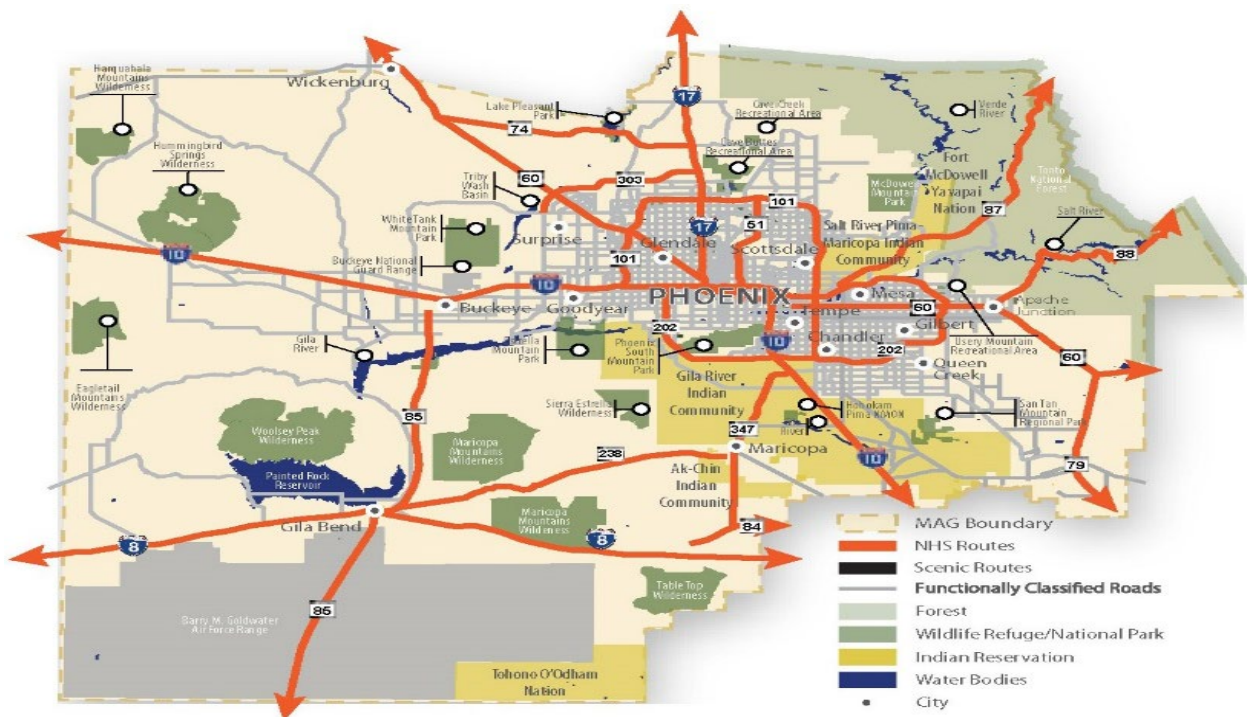 Harquahala
Mountains
Wilderness
Wickenburg
Lake Pleasant
Park
17
Cave Creek
Recreational Area
Verde
River
74
Hummingbird
Springs
Wilderness
Cave Buttes
Recreational Area
Triby
Wash
Basin
60
303
Fort
McDowell
Yavapai
Nation
Tonto
National
Forest
McDowell
Mountain
Park
101
87
White Tank
Mountain
Park
51
17
Salt River
Surprise
Glendale
Scottsdale
Salt River Pima-
Maricopa Indian
Community
10
101
88
Buckeye National
Guard Range
10
PHOENIX
Mesa
Buckeye
Goodyear
60
Apache
Junction
Tempe
202
Gilbert
Chandler
Gila
River
Mountain
Park
Phoenix
South
Mountain
Park
10
202
Usery Mountain
Recreational Area
60
Queen
Creek
Eagletail
Mountains
Wilderness
Gila River
Indian
Community
85
Sierra Estrella
Wilderness
River
San Tan
Mountain
Regional Park
Woolsey Peak
Wilderness
347
Maricopa
Mountains
Wilderness
238
Maricopa
10
79
Painted Rock
Reservoir
Ak-Chin
Indian
Community
Gila Bend
Maricopa
Mountains
Wilderness
84
8
8
Table Top
Wilderness
85
Barry M. Goldwater
Air Force Range
Tohono O'Odham
Nation
MAG Boundary
NHS Routes
Scenic Routes
Functionally Classified Roads
Forest
Wildlife Refuge/National Park
Indian Reservation
Water Bodies
City